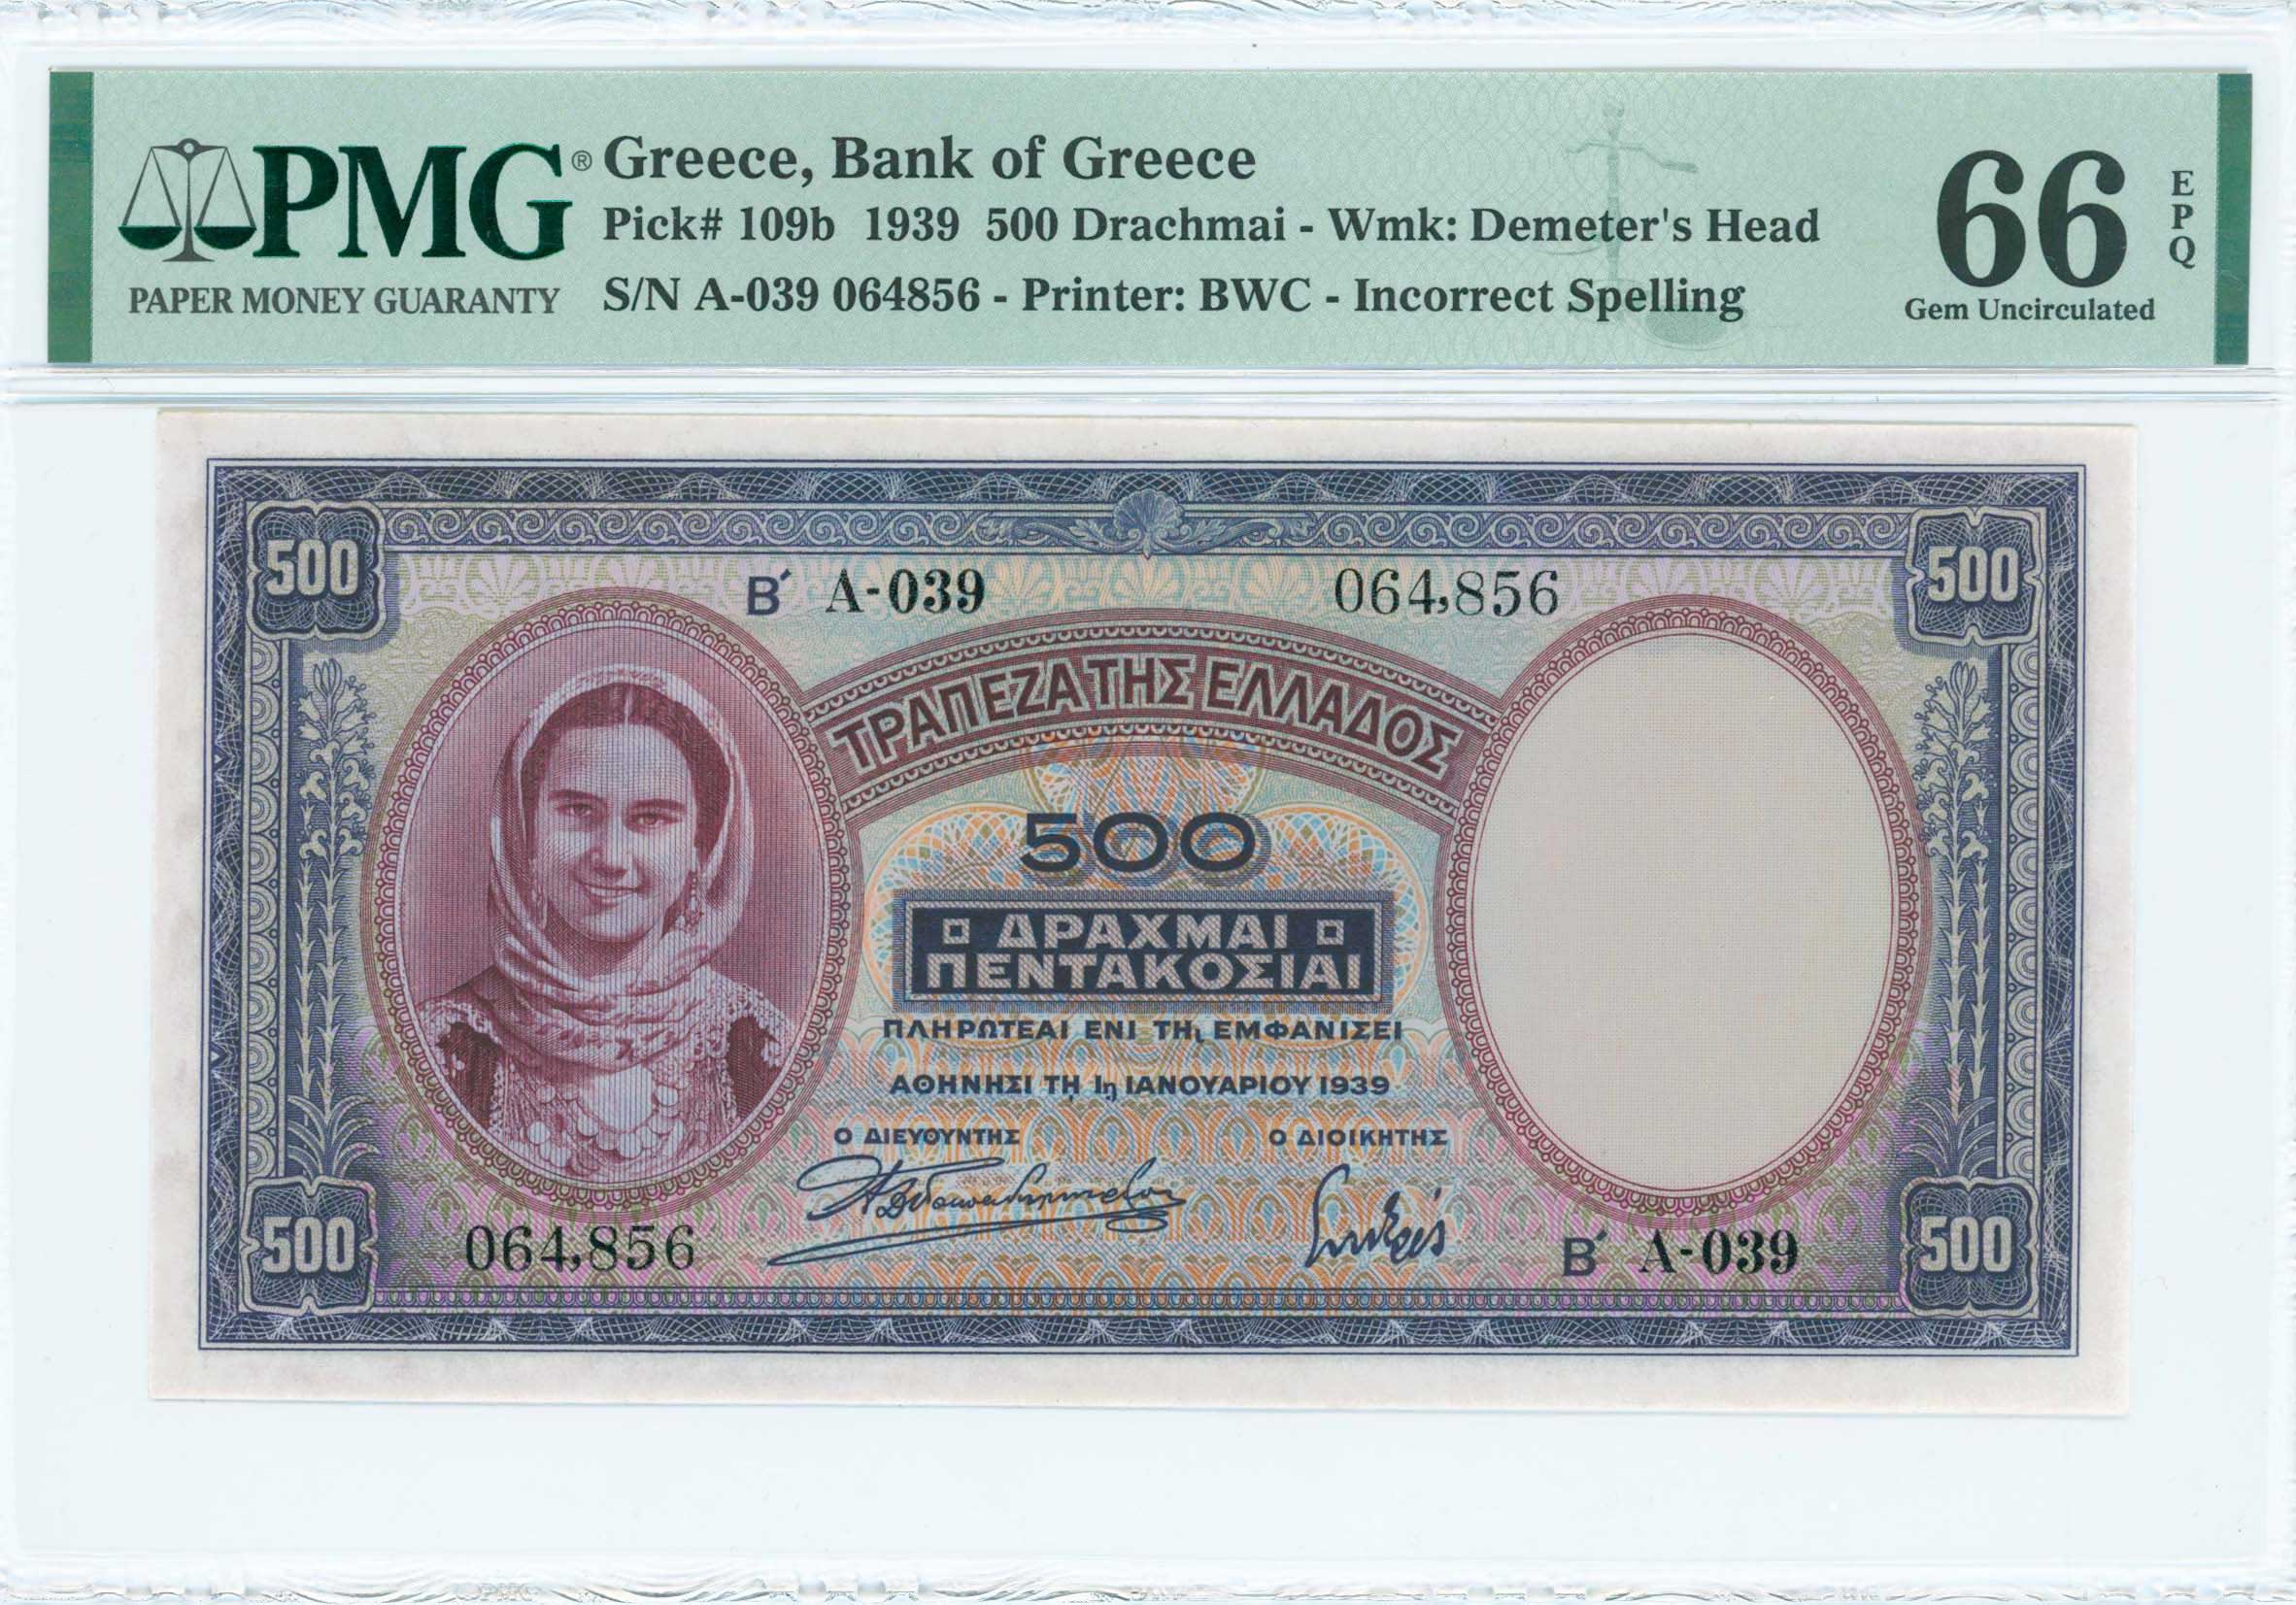 PMG®
PAPER MONEY GUARANTY
Greece, Bank of Greece
Pick# 109b 1939 500 Drachmai - Wmk: Demeter's Head
S/N A-039 064856 - Printer: BWC - Incorrect Spelling
66
EPQ
Gem Uncirculated
500
500
Β´ A-039
064,856
ΤΡΑΠΕΖΑ ΤΗΣ ΕΛΛΑΔΟΣ
500
ΔΡΑΧΜΑΙ
ΠΕΝΤΑΚΟΣΙΑΙ
ΠΛΗΡΩΤΕΑΙ ΕΝΙ ΤΗι ΕΜΦΑΝΙΣΕΙ
ΑΘΗΝΗΣΙ ΤΗ 1η ΙΑΝΟΥΑΡΙΟΥ 1939
Ο ΔΙΕΥΘΥΝΤΗΣ
Ο ΔΙΟΙΚΗΤΗΣ
064,856
Β´ A-039
500
500